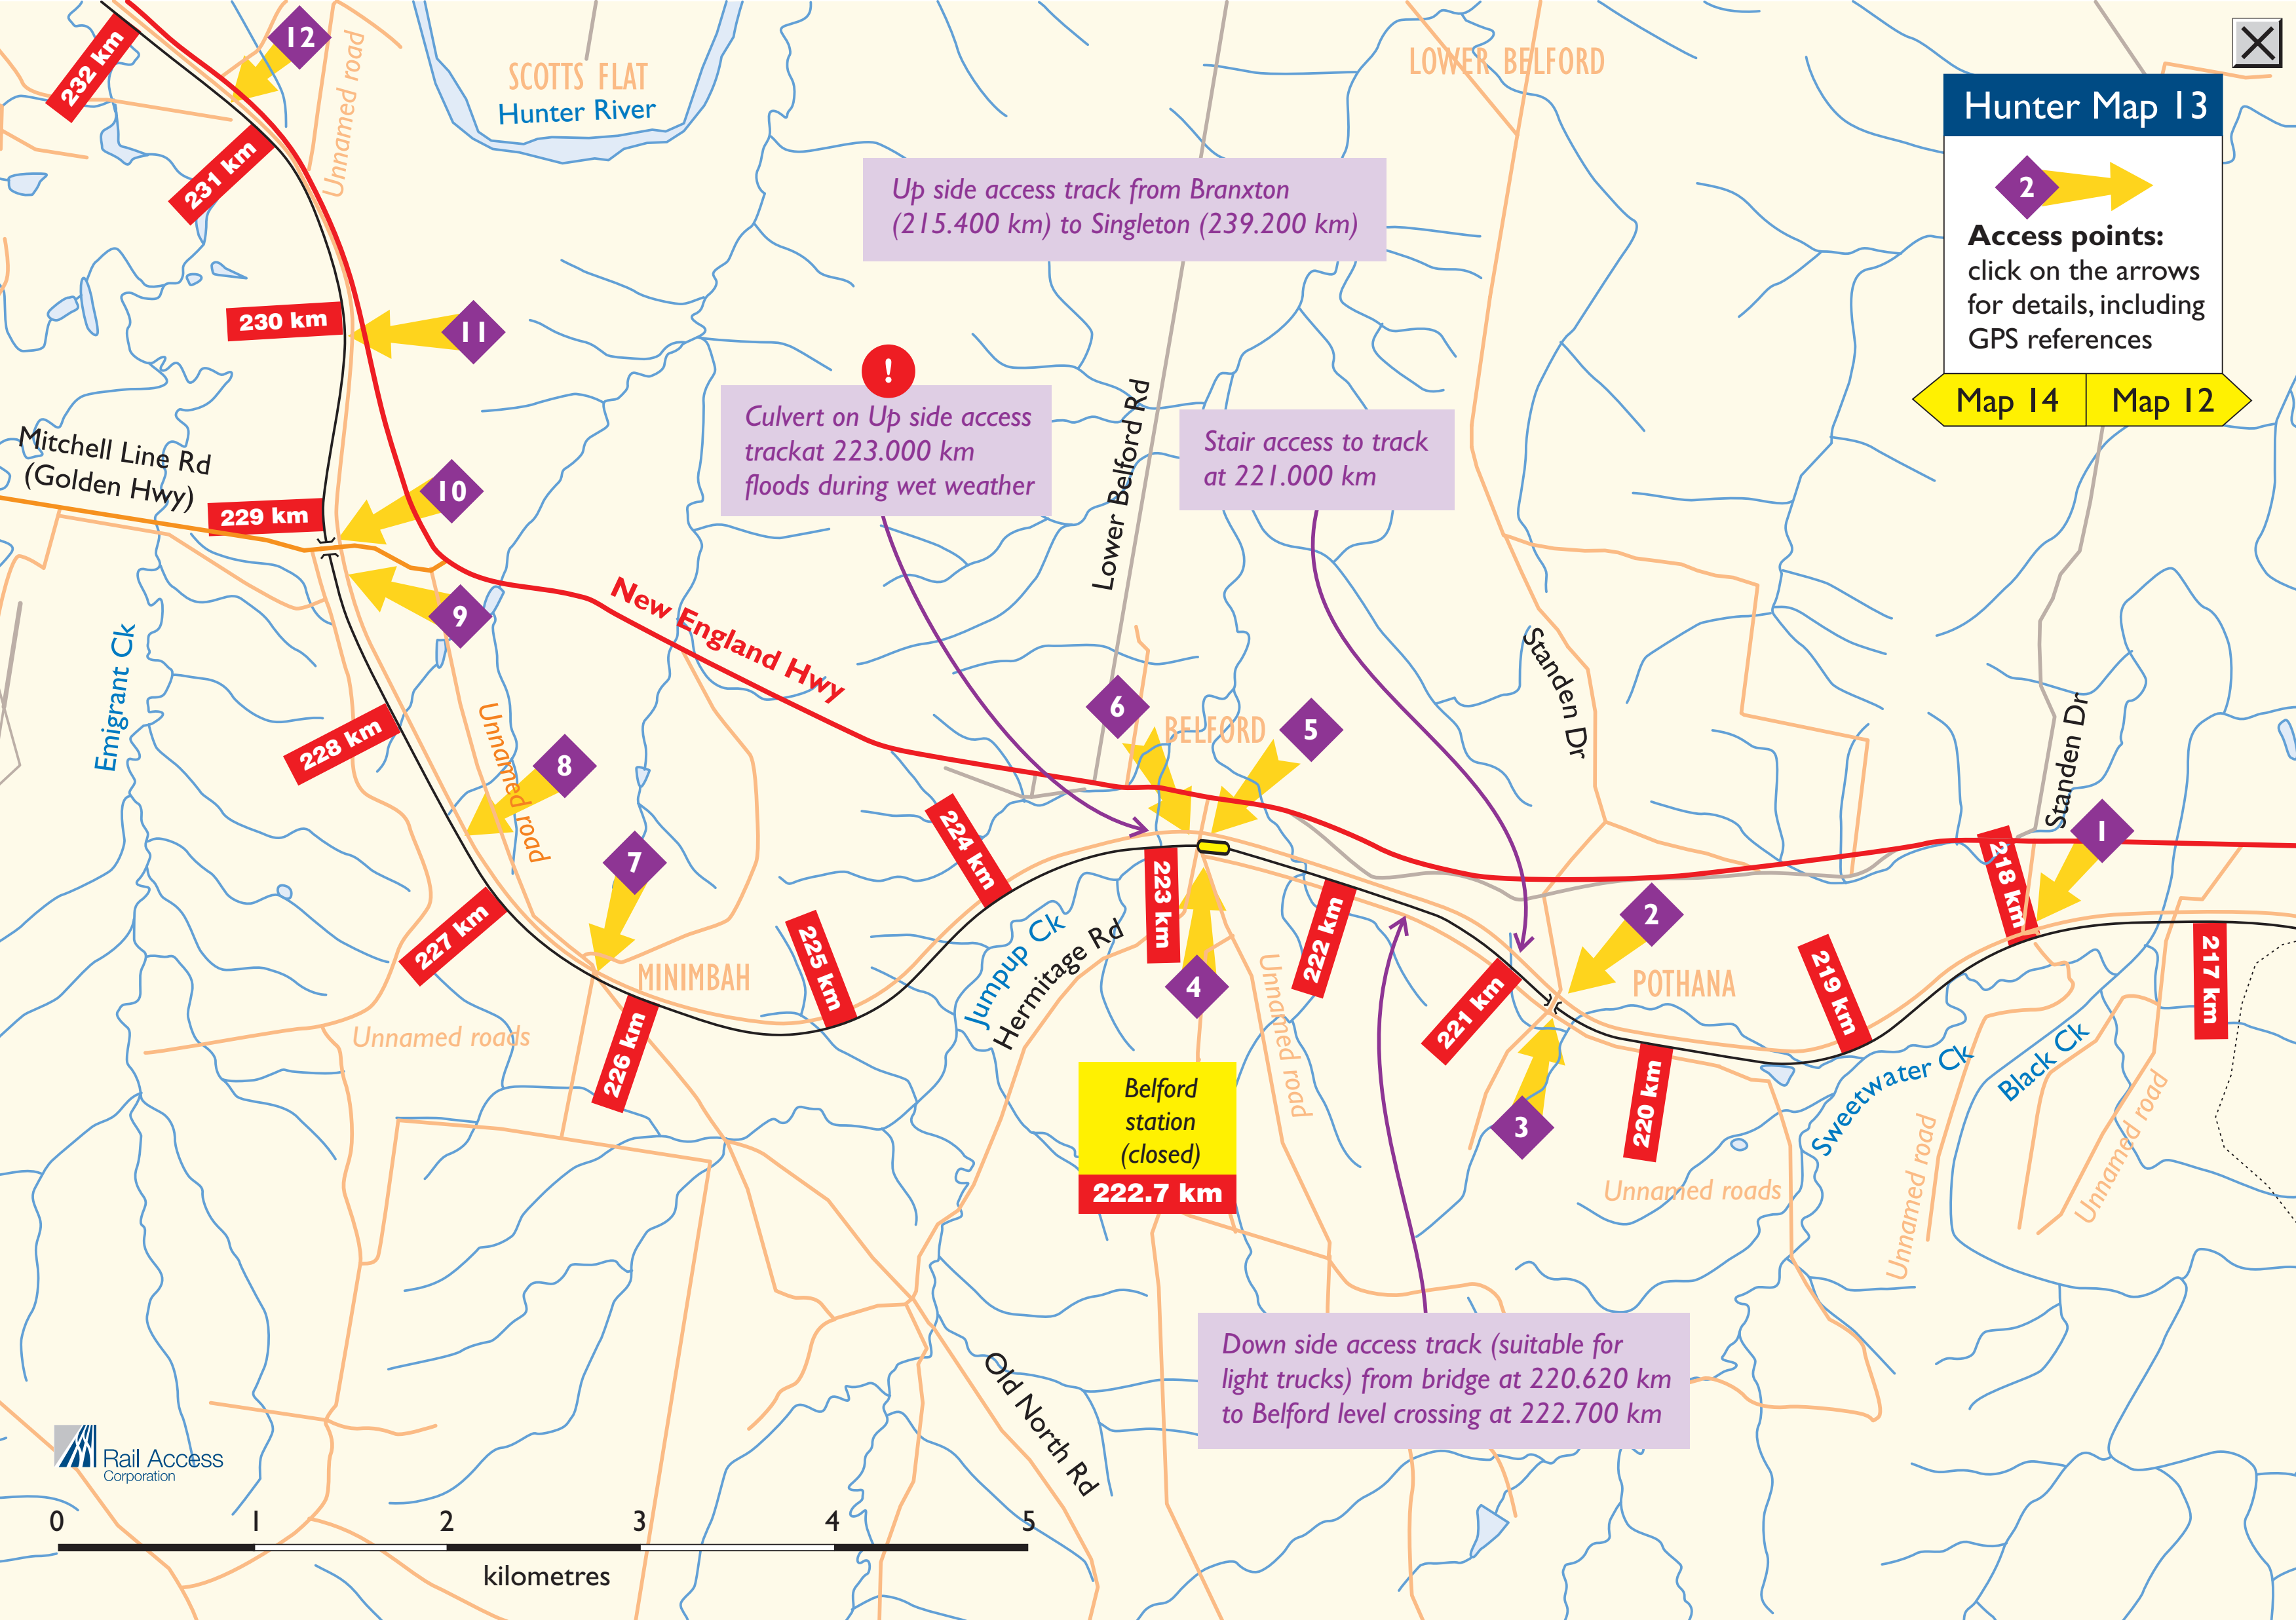 232 km
12
Unnamed road
SCOTTS FLAT
Hunter River
LOWER BELFORD
Hunter Map 13
2
Access points:
click on the arrows
for details, including
GPS references
Map 14
Map 12
231 km
Up side access track from Branxton
(215.400 km) to Singleton (239.200 km)
230 km
11
!
Culvert on Up side access
trackat 223.000 km
floods during wet weather
Lower Belford Rd
Stair access to track
at 221.000 km
Mitchell Line Rd
(Golden Hwy)
10
229 km
9
New England Hwy
Emigrant Ck
Standen Dr
6
BELFORD
5
228 km
Unnamed road
8
Standen Dr
1
7
224 km
218 km
223 km
222 km
2
227 km
225 km
Jumpup Ck
Hermitage Rd
MINIMBAH
4
Unnamed road
221 km
POTHANA
219 km
217 km
Unnamed roads
226 km
Belford
station
(closed)
222.7 km
3
220 km
Sweetwater Ck
Black Ck
Unnamed roads
Unnamed road
Unnamed road
Down side access track (suitable for
light trucks) from bridge at 220.620 km
to Belford level crossing at 222.700 km
Old North Rd
Rail Access
Corporation
0 1 2 3 4 5
kilometres